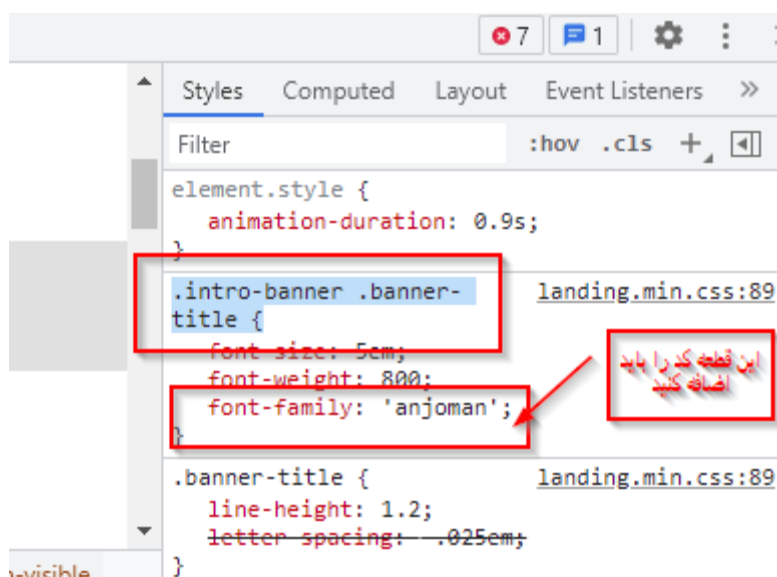 7
1
Styles Computed Layout Event Listeners »
Filter :hov .cls +
element.style {
animation-duration: 0.9s;
}
.intro-banner .banner- landing.min.css:89
title {
font-size: 5em;
font-weight: 800;
font-family: 'anjoman';
}
این قطعه کد را باید
اضافه کنید
.banner-title { landing.min.css:89
line-height: 1.2;
letter-spacing: -.025em;
}
-visible